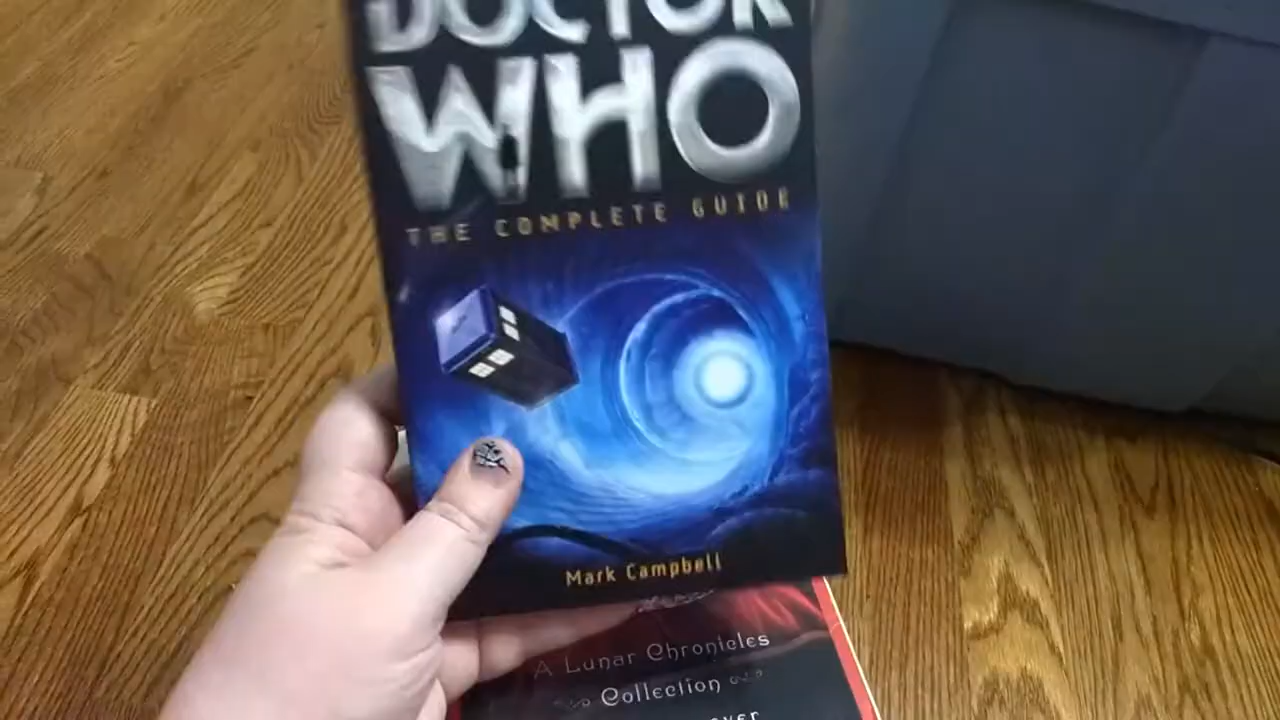 DOCTOR
WHO
THE COMPLETE GUIDE
Mark Campbell
A Lunar Chronicles
Collection